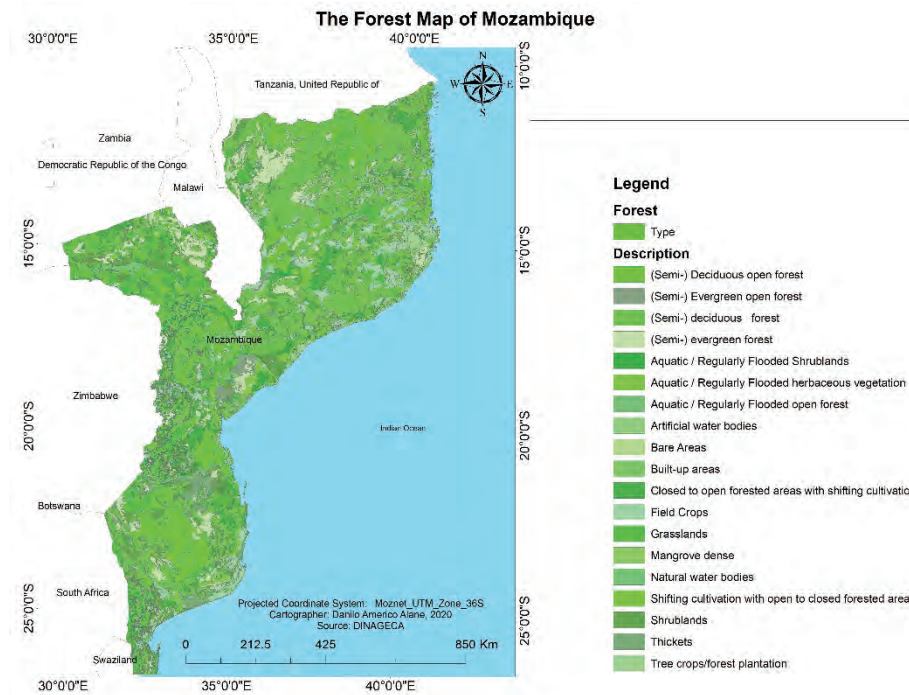 The Forest Map of Mozambique
30°0'0"E 35°0'0"E 40°0'0"E
10°0'0"S
N
W E
S
Tanzania, United Republic of
Zambia
Democratic Republic of the Congo
Malawi
15°0'0"S 15°0'0"S
Mozambique
Zimbabwe
20°0'0"S 20°0'0"S
Indian Ocean
Botswana
South Africa
25°0'0"S 25°0'0"S
Swaziland
Projected Coordinate System: Moznet_UTM_Zone_36S
Cartographer: Danilo Americo Alane, 2020
Source: DINAGECA
0 212.5 425 850 Km
30°0'0"E 35°0'0"E 40°0'0"E
Legend
Forest
Type
Description
(Semi-) Deciduous open forest
(Semi-) Evergreen open forest
(Semi-) deciduous forest
(Semi-) evergreen forest
Aquatic / Regularly Flooded Shrublands
Aquatic / Regularly Flooded herbaceous vegetation
Aquatic / Regularly Flooded open forest
Artificial water bodies
Bare Areas
Built-up areas
Closed to open forested areas with shifting cultivatio
Field Crops
Grasslands
Mangrove dense
Natural water bodies
Shifting cultivation with open to closed forested area
Shrublands
Thickets
Tree crops/forest plantation